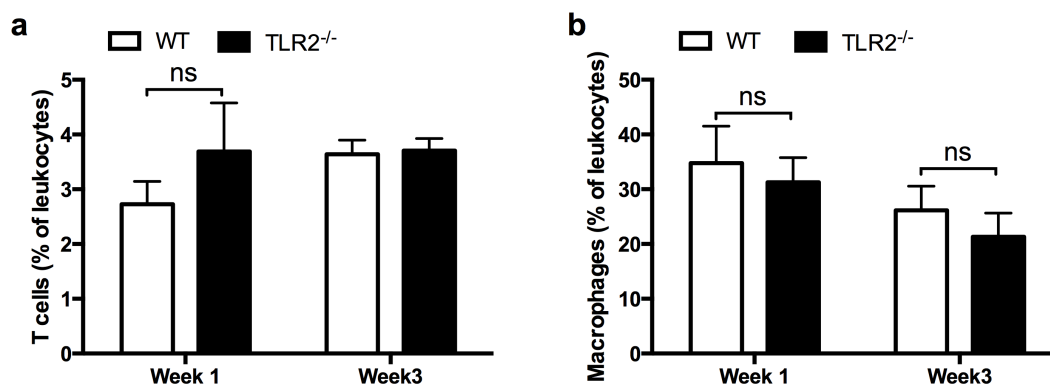 a
WT TLR2-/-
T cells (% of leukocytes)
5
4
3
2
1
0
ns
Week 1 Week3
b
WT TLR2-/-
Macrophages (% of leukocytes)
50
40
30
20
10
0
ns
ns
Week 1 Week3